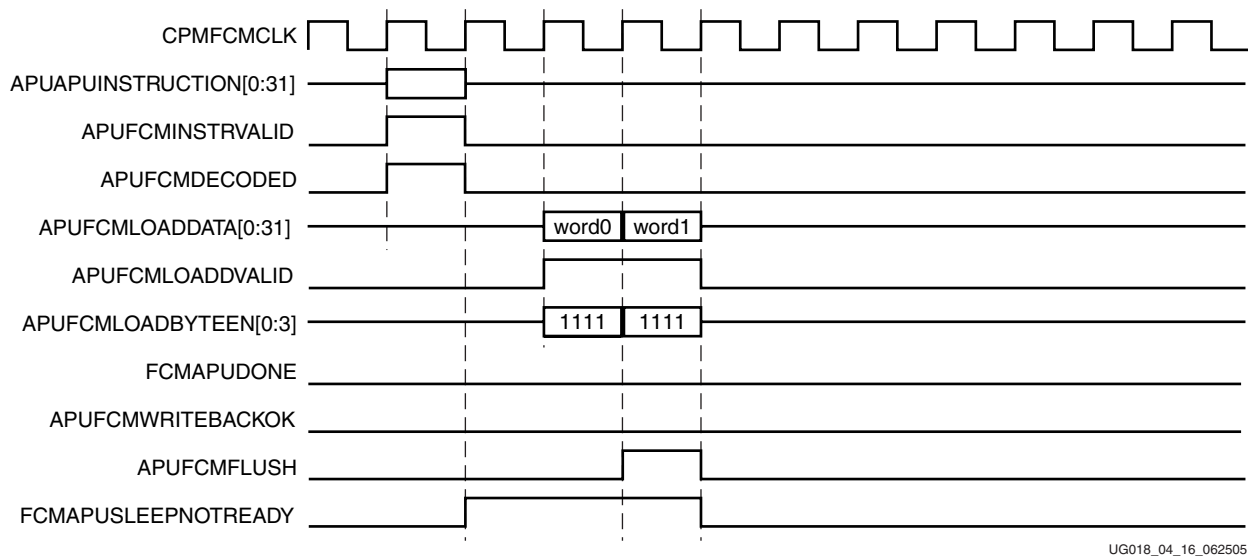 CPMFCMCLK
APUAPUINSTRUCTION[0:31]
APUFCMINSTRVALID
APUFCMDECODED
APUFCMLOADDATA[0:31] word0 word1
APUFCMLOADDVALID
APUFCMLOADBYTEEN[0:3] 1111 1111
FCMAPUDONE
APUFCMWRITEBACKOK
APUFCMFLUSH
FCMAPUSLEEPNOTREADY
UG018_04_16_062505